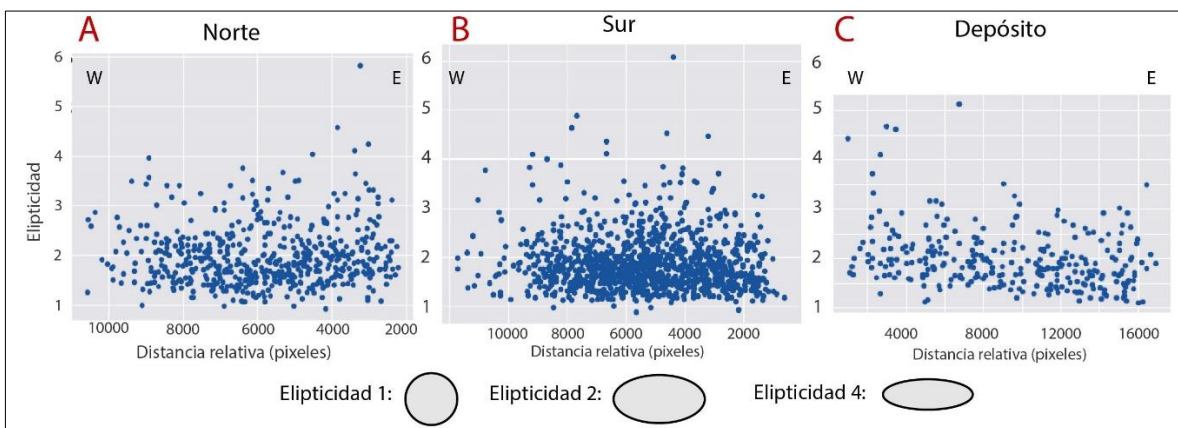 A Norte
B Sur
C Depósito
Elipticidad
6
5
4
3
2
1
W E
10000 8000 6000 4000 2000
Distancia relativa (pixeles)
6
5
4
3
2
1
W E
10000 8000 6000 4000 2000
Distancia relativa (pixeles)
6
5
4
3
2
1
W E
4000 8000 12000 16000
Distancia relativa (pixeles)
Elipticidad 1: Elipticidad 2: Elipticidad 4: